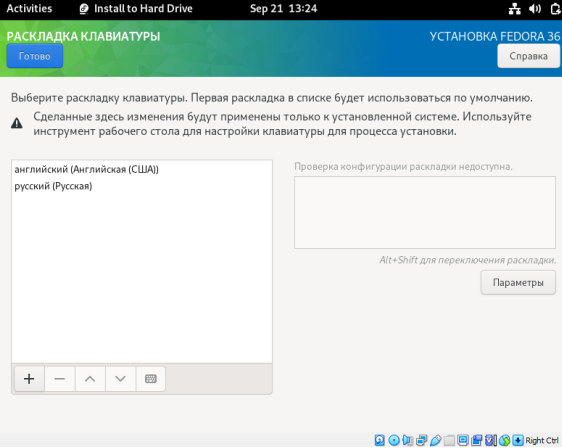 Activities Install to Hard Drive Sep 21 13:24
РАСКЛАДКА КЛАВИАТУРЫ УСТАНОВКА FEDORA 36
Готово Справка
Выберите раскладку клавиатуры. Первая раскладка в списке будет использоваться по умолчанию.
Сделанные здесь изменения будут применены только к установленной системе. Используйте
инструмент рабочего стола для настройки клавиатуры для процесса установки.
английский (Английская (США))
русский (Русская)
Проверка конфигурации раскладки недоступна.
Alt+Shift для переключения раскладки.
Параметры
Right Ctrl